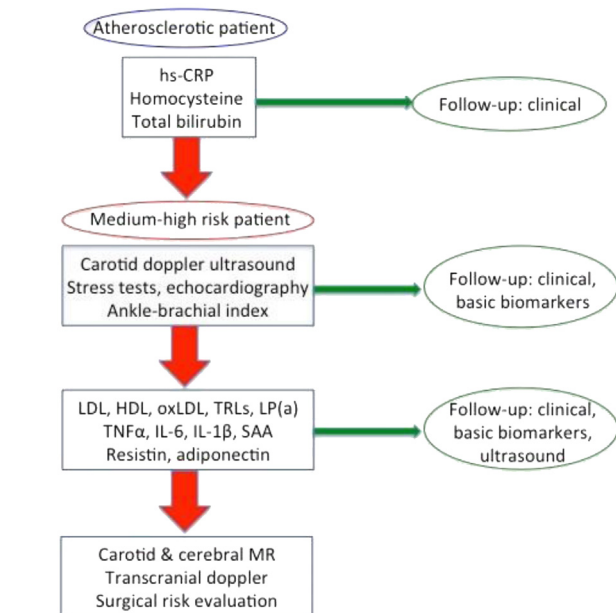 Atherosclerotic patient
hs-CRP
Homocysteine
Total bilirubin
Follow-up: clinical
Medium-high risk patient
Carotid doppler ultrasound
Stress tests, echocardiography
Ankle-brachial index
Follow-up: clinical,
basic biomarkers
LDL, HDL, oxLDL, TRLs, LP(a)
TNFα, IL-6, IL-1β, SAA
Resistin, adiponectin
Follow-up: clinical,
basic biomarkers,
ultrasound
Carotid & cerebral MR
Transcranial doppler
Surgical risk evaluation